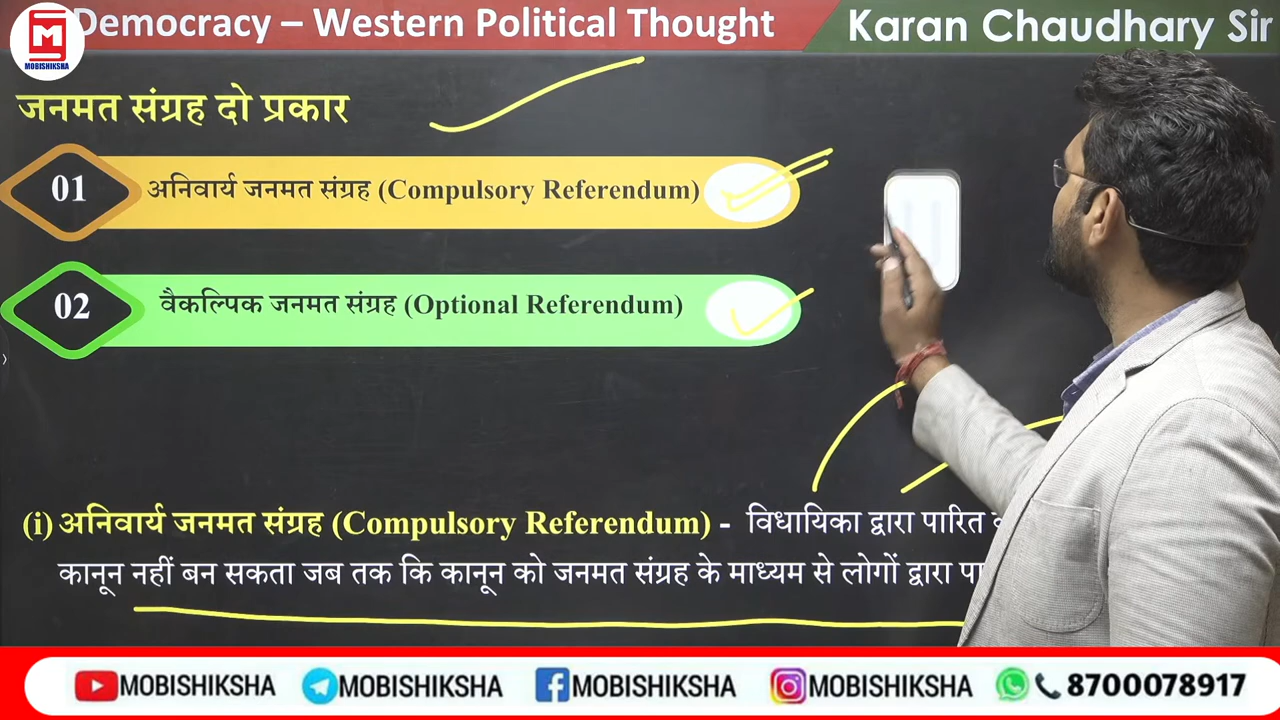 Democracy – Western Political Thought
Karan Chaudhary Sir
MOBISHIKSHA
जनमत संग्रह दो प्रकार
01 अनिवार्य जनमत संग्रह (Compulsory Referendum)
02 वैकल्पिक जनमत संग्रह (Optional Referendum)
(i) अनिवार्य जनमत संग्रह (Compulsory Referendum) - विधायिका द्वारा पारित
कानून नहीं बन सकता जब तक कि कानून को जनमत संग्रह के माध्यम से लोगों द्वारा
MOBISHIKSHA MOBISHIKSHA MOBISHIKSHA MOBISHIKSHA 8700078917